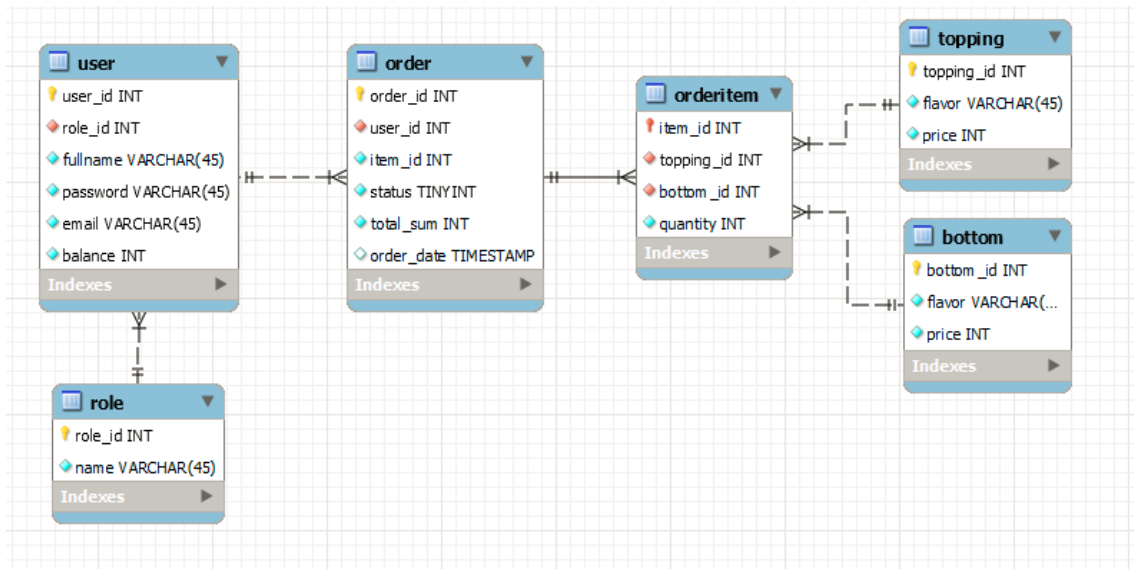 user
user_id INT
role_id INT
fullname VARCHAR(45)
password VARCHAR(45)
email VARCHAR(45)
balance INT
Indexes
order
order_id INT
user_id INT
item_id INT
status TINYINT
total_sum INT
order_date TIMESTAMP
Indexes
orderitem
item_id INT
topping_id INT
bottom_id INT
quantity INT
Indexes
topping
topping_id INT
flavor VARCHAR(45)
price INT
Indexes
bottom
bottom_id INT
flavor VARCHAR(...
price INT
Indexes
role
role_id INT
name VARCHAR(45)
Indexes